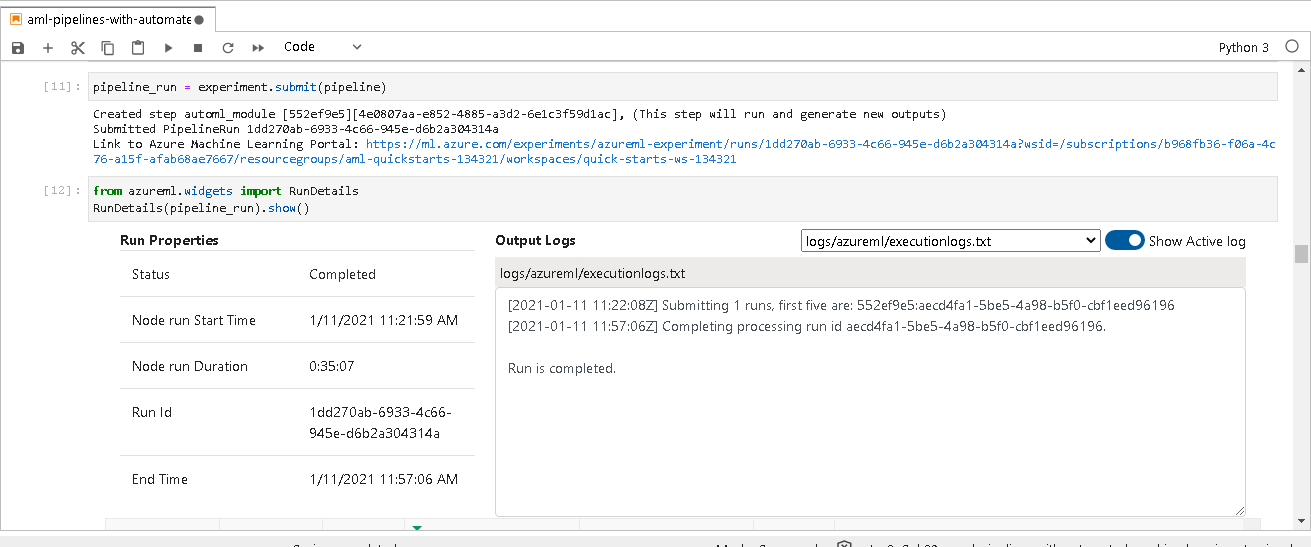 aml-pipelines-with-automate
Code
Python 3
[11]:
pipeline_run = experiment.submit(pipeline)
Created step automl_module [552ef9e5][4e0807aa-e852-4885-a3d2-6e1c3f59d1ac], (This step will run and generate new outputs)
Submitted PipelineRun 1dd270ab-6933-4c66-945e-d6b2a304314a
Link to Azure Machine Learning Portal: https://ml.azure.com/experiments/azureml-experiment/runs/1dd270ab-6933-4c66-945e-d6b2a304314a?wsid=/subscriptions/b968fb36-f06a-4c
76-a15f-afab68ae7667/resourcegroups/aml-quickstarts-134321/workspaces/quick-starts-ws-134321
[12]:
from azureml.widgets import RunDetails
RunDetails(pipeline_run).show()
Run Properties
Status Completed
Node run Start Time 1/11/2021 11:21:59 AM
Node run Duration 0:35:07
Run Id 1dd270ab-6933-4c66-
945e-d6b2a304314a
End Time 1/11/2021 11:57:06 AM
Output Logs
logs/azureml/executionlogs.txt
Show Active log
logs/azureml/executionlogs.txt
[2021-01-11 11:22:08Z] Submitting 1 runs, first five are: 552ef9e5:aecd4fa1-5be5-4a98-b5f0-cbf1eed96196
[2021-01-11 11:57:06Z] Completing processing run id aecd4fa1-5be5-4a98-b5f0-cbf1eed96196.
Run is completed.